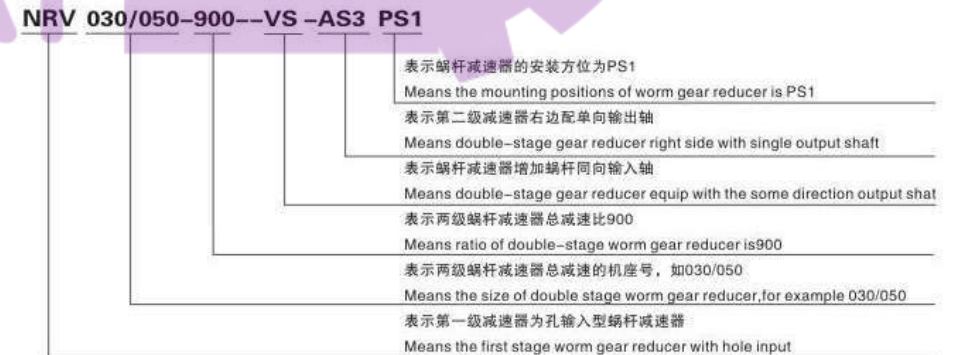 NRV 030/050-900--VS-AS3 PS1
表示蜗杆减速器的安装方位为PS1
Means the mounting positions of worm gear reducer is PS1
表示第二级减速器右边配单向输出轴
Means double-stage gear reducer right side with single output shaft
表示蜗杆减速器增加蜗杆同向输入轴
Means double-stage gear reducer equip with the some direction output shat
表示两级蜗杆减速器总减速比900
Means ratio of double-stage worm gear reducer is900
表示两级蜗杆减速器总减速的机座号，如030/050
Means the size of double stage worm gear reducer,for example 030/050
表示第一级减速器为孔输入型蜗杆减速器
Means the first stage worm gear reducer with hole input